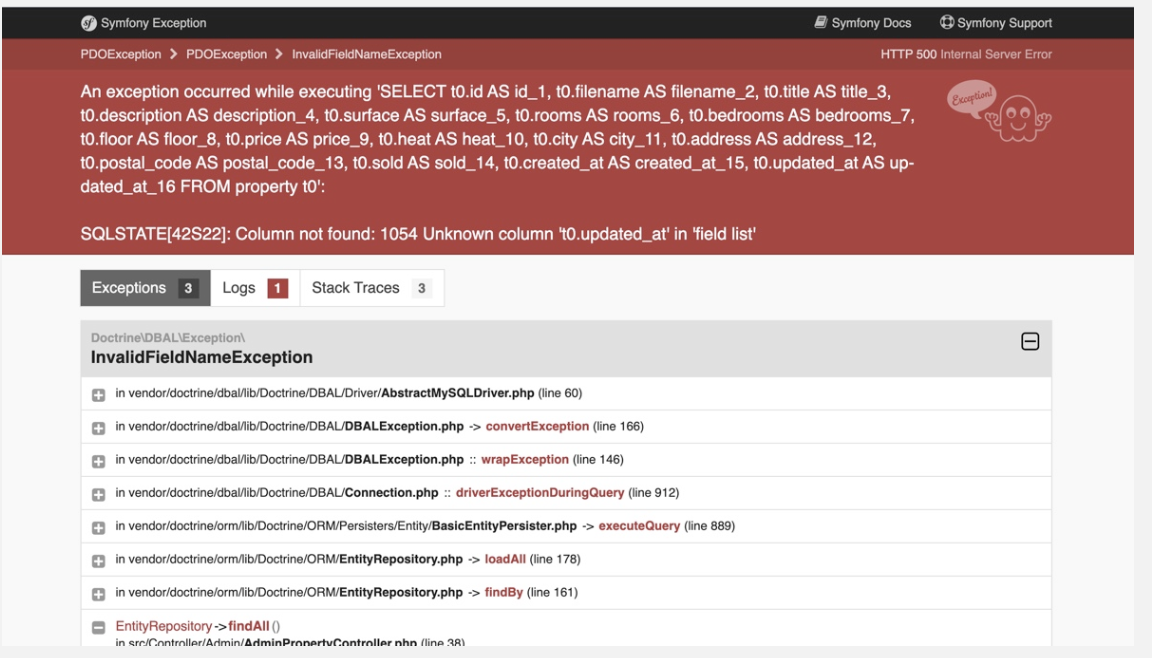 Symfony Exception
Symfony Docs
Symfony Support
PDOException > PDOException > InvalidFieldNameException
HTTP 500 Internal Server Error
An exception occurred while executing 'SELECT t0.id AS id_1, t0.filename AS filename_2, t0.title AS title_3,
t0.description AS description_4, t0.surface AS surface_5, t0.rooms AS rooms_6, t0.bedrooms AS bedrooms_7,
t0.floor AS floor_8, t0.price AS price_9, t0.heat AS heat_10, t0.city AS city_11, t0.address AS address_12,
t0.postal_code AS postal_code_13, t0.sold AS sold_14, t0.created_at AS created_at_15, t0.updated_at AS up-
dated_at_16 FROM property t0':
Exception!
SQLSTATE[42S22]: Column not found: 1054 Unknown column 't0.updated_at' in 'field list'
Exceptions 3
Logs 1
Stack Traces 3
Doctrine\DBAL\Exception\
InvalidFieldNameException
in vendor/doctrine/dbal/lib/Doctrine/DBAL/Driver/AbstractMySQLDriver.php (line 60)
in vendor/doctrine/dbal/lib/Doctrine/DBAL/DBALException.php -> convertException (line 166)
in vendor/doctrine/dbal/lib/Doctrine/DBAL/DBALException.php :: wrapException (line 146)
in vendor/doctrine/dbal/lib/Doctrine/DBAL/Connection.php :: driverExceptionDuringQuery (line 912)
in vendor/doctrine/orm/lib/Doctrine/ORM/Persisters/Entity/BasicEntityPersister.php -> executeQuery (line 889)
in vendor/doctrine/orm/lib/Doctrine/ORM/EntityRepository.php -> loadAll (line 178)
in vendor/doctrine/orm/lib/Doctrine/ORM/EntityRepository.php -> findBy (line 161)
EntityRepository->findAll ()
in src/Controller/Admin/AdminPropertyController.php (line 38)